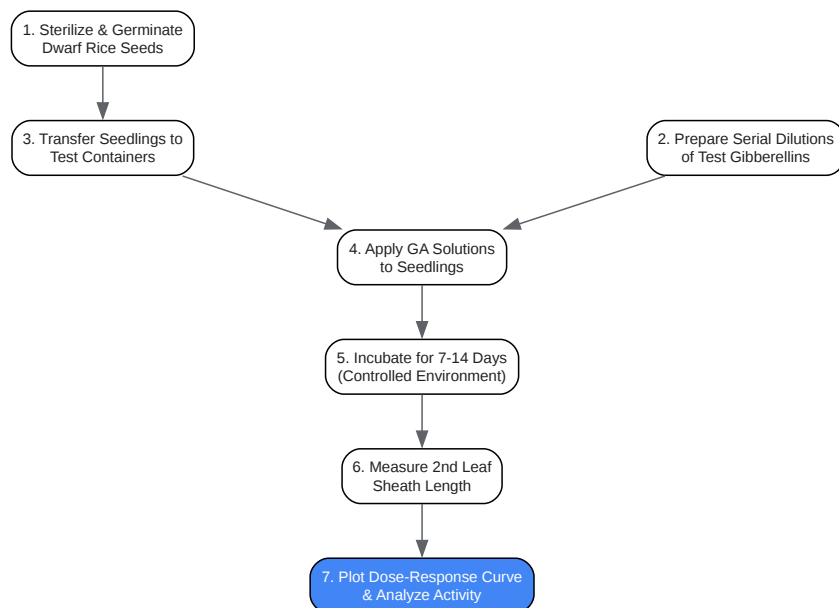 1. Sterilize & Germinate
Dwarf Rice Seeds
3. Transfer Seedlings to
Test Containers
2. Prepare Serial Dilutions
of Test Gibberellins
4. Apply GA Solutions
to Seedlings
5. Incubate for 7-14 Days
(Controlled Environment)
6. Measure 2nd Leaf
Sheath Length
7. Plot Dose-Response Curve
& Analyze Activity